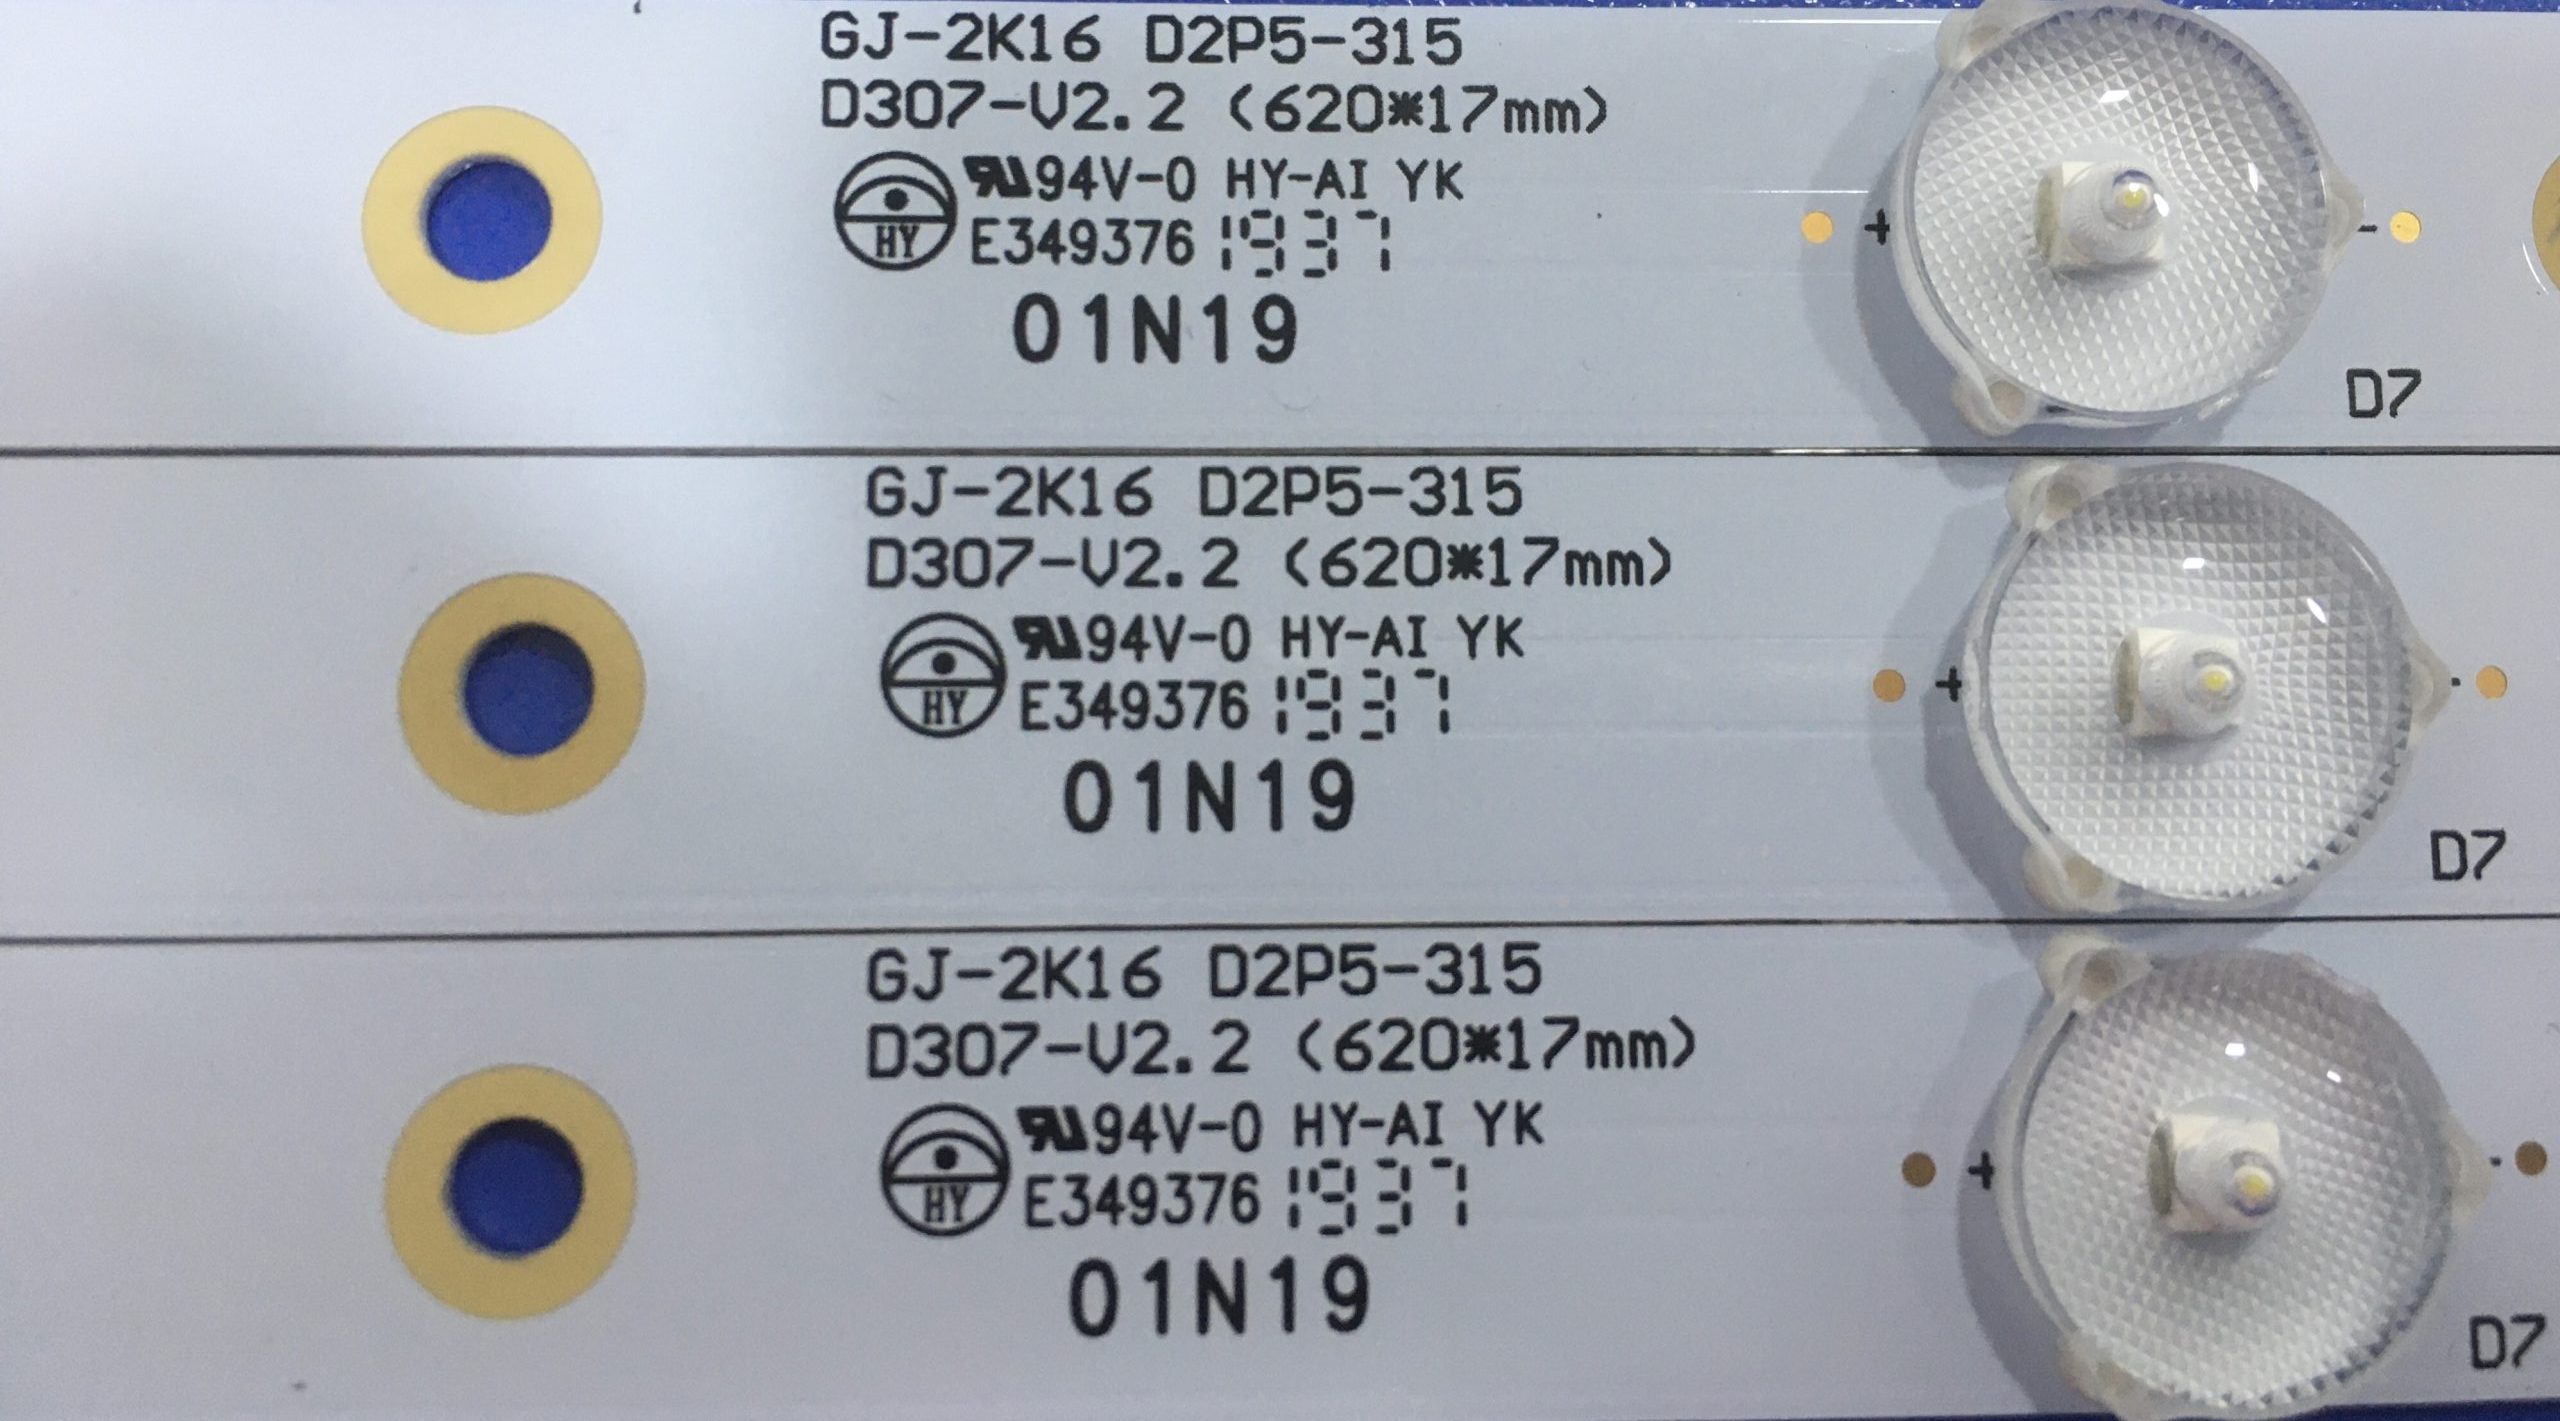 GJ-2K16 D2P5-315
D307-V2.2 (620*17mm)
HY 94V-0 HY-AI YK
E349376 1937
01N19
+ -
D7
GJ-2K16 D2P5-315
D307-V2.2 (620*17mm)
HY 94V-0 HY-AI YK
E349376 1937
01N19
+ -
D7
GJ-2K16 D2P5-315
D307-V2.2 (620*17mm)
HY 94V-0 HY-AI YK
E349376 1937
01N19
+ -
D7